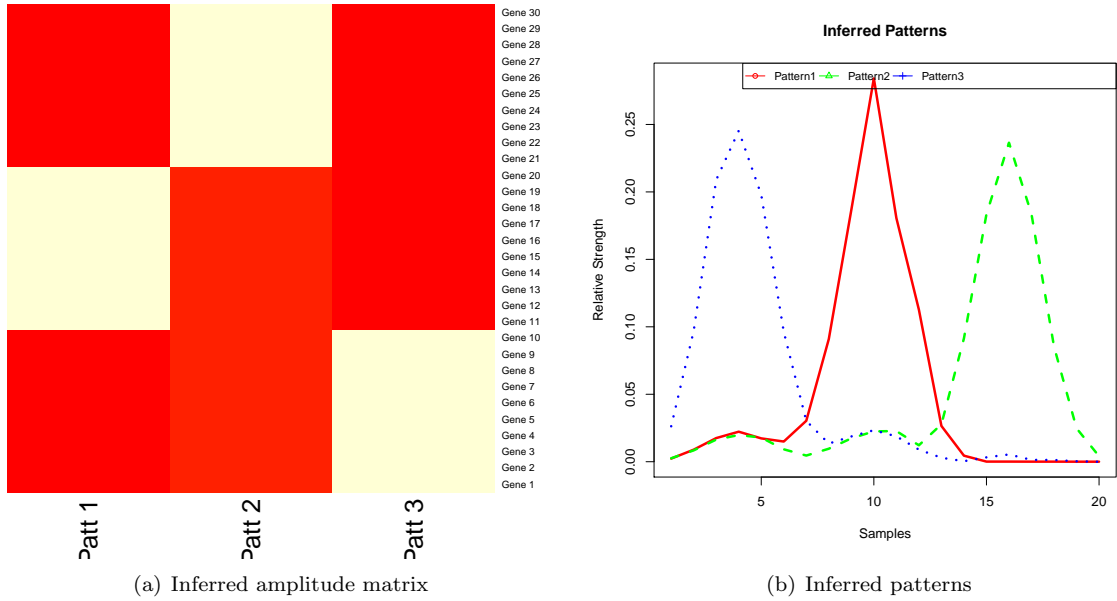 Gene 30
Gene 29
Gene 28
Gene 27
Gene 26
Gene 25
Gene 24
Gene 23
Gene 22
Gene 21
Gene 20
Gene 19
Gene 18
Gene 17
Gene 16
Gene 15
Gene 14
Gene 13
Gene 12
Gene 11
Gene 10
Gene 9
Gene 8
Gene 7
Gene 6
Gene 5
Gene 4
Gene 3
Gene 2
Gene 1
Patt 1
Patt 2
Patt 3
(a) Inferred amplitude matrix
Inferred Patterns
Pattern1 Pattern2 Pattern3
Relative Strength
0.25
0.20
0.15
0.10
0.05
0.00
5 10 15 20
Samples
(b) Inferred patterns